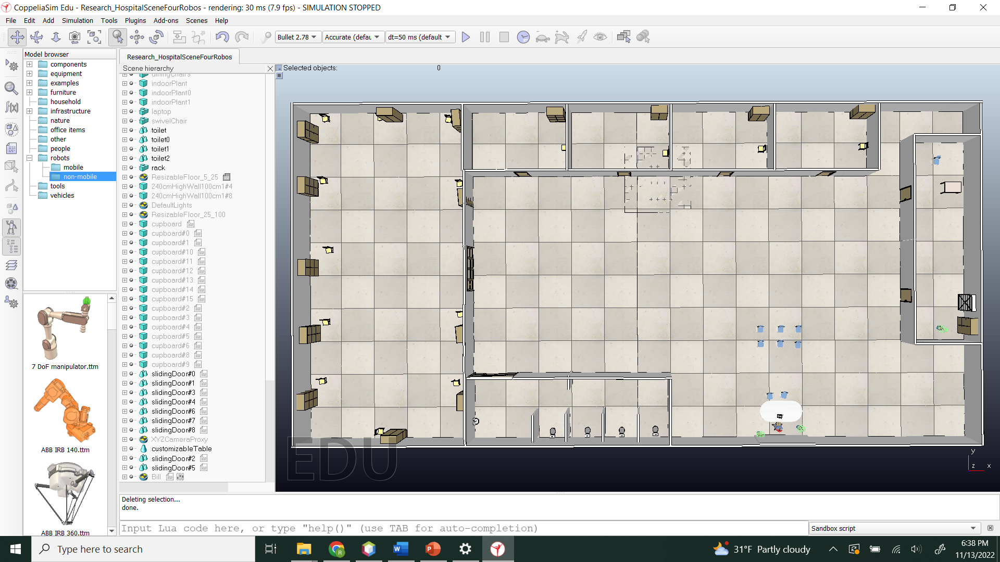 CoppeliaSim Edu - Research_HospitalSceneFourRobos - rendering: 30 ms (7.9 fps) - SIMULATION STOPPED
File Edit Add Simulation Tools Plugins Add-ons Scenes Help
Bullet 2.78 Accurate (defau dt=50 ms (default
Model browser
components
equipment
examples
furniture
household
infrastructure
nature
office items
other
people
robots
mobile
non-mobile
tools
vehicles
7 DoF manipulator.ttm
ABB IRB 140.ttm
ABB IRB 360.ttm
Research_HospitalSceneFourRobos
Scene hierarchy
diningChair9
indoorPlant
indoorPlant0
indoorPlant1
laptop
swivelChair
toilet
toilet0
toilet1
toilet2
rack
ResizableFloor_5_25
240cmHighWall100cm1#4
240cmHighWall100cm1#8
DefaultLights
ResizableFloor_25_100
cupboard
cupboard#0
cupboard#1
cupboard#10
cupboard#11
cupboard#12
cupboard#13
cupboard#14
cupboard#15
cupboard#2
cupboard#3
cupboard#4
cupboard#5
cupboard#6
cupboard#8
cupboard#9
slidingDoor#0
slidingDoor#1
slidingDoor#3
slidingDoor#4
slidingDoor#6
slidingDoor#7
slidingDoor#8
XYZCameraProxy
customizableTable
slidingDoor#2
slidingDoor#5
Bill
Selected objects: 0
EDU
y
z x
Deleting selection...
done.
Input Lua code here, or type "help()" (use TAB for auto-completion)
Sandbox script
Type here to search
31°F Partly cloudy
6:38 PM
11/13/2022